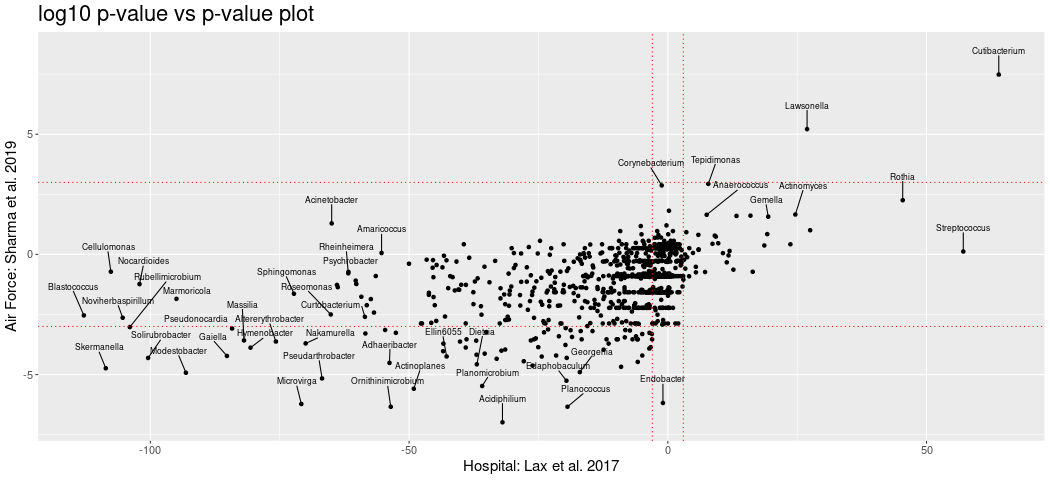 log10 p-value vs p-value plot
Cutibacterium
Lawsonella
Corynebacterium
Tepidimonas
Rothia
Anaerococcus
Actinomyces
Gemella
Streptococcus
Acinetobacter
Amaricoccus
Cellulomonas
Rheinheimera
Nocardioides
Psychrobacter
Sphingomonas
Rubellimicrobium
Blastococcus
Roseomonas
Marmoricola
Noviherbaspirillum
Massilia
Curtobacterium
Pseudonocardia
Altererythrobacter
Solirubrobacter
Gaiella
Hymenobacter
Nakamurella
Ellin6055
Dietzia
Skermanella
Modestobacter
Adhaeribacter
Pseudarthrobacter
Georgenia
Actinoplanes
Edaphobaculum
Planomicrobium
Microvirga
Ornithinimicrobium
Endobacter
Planococcus
Acidiphilium
5
0
-5
-100
-50
0
50
Air Force: Sharma et al. 2019
Hospital: Lax et al. 2017